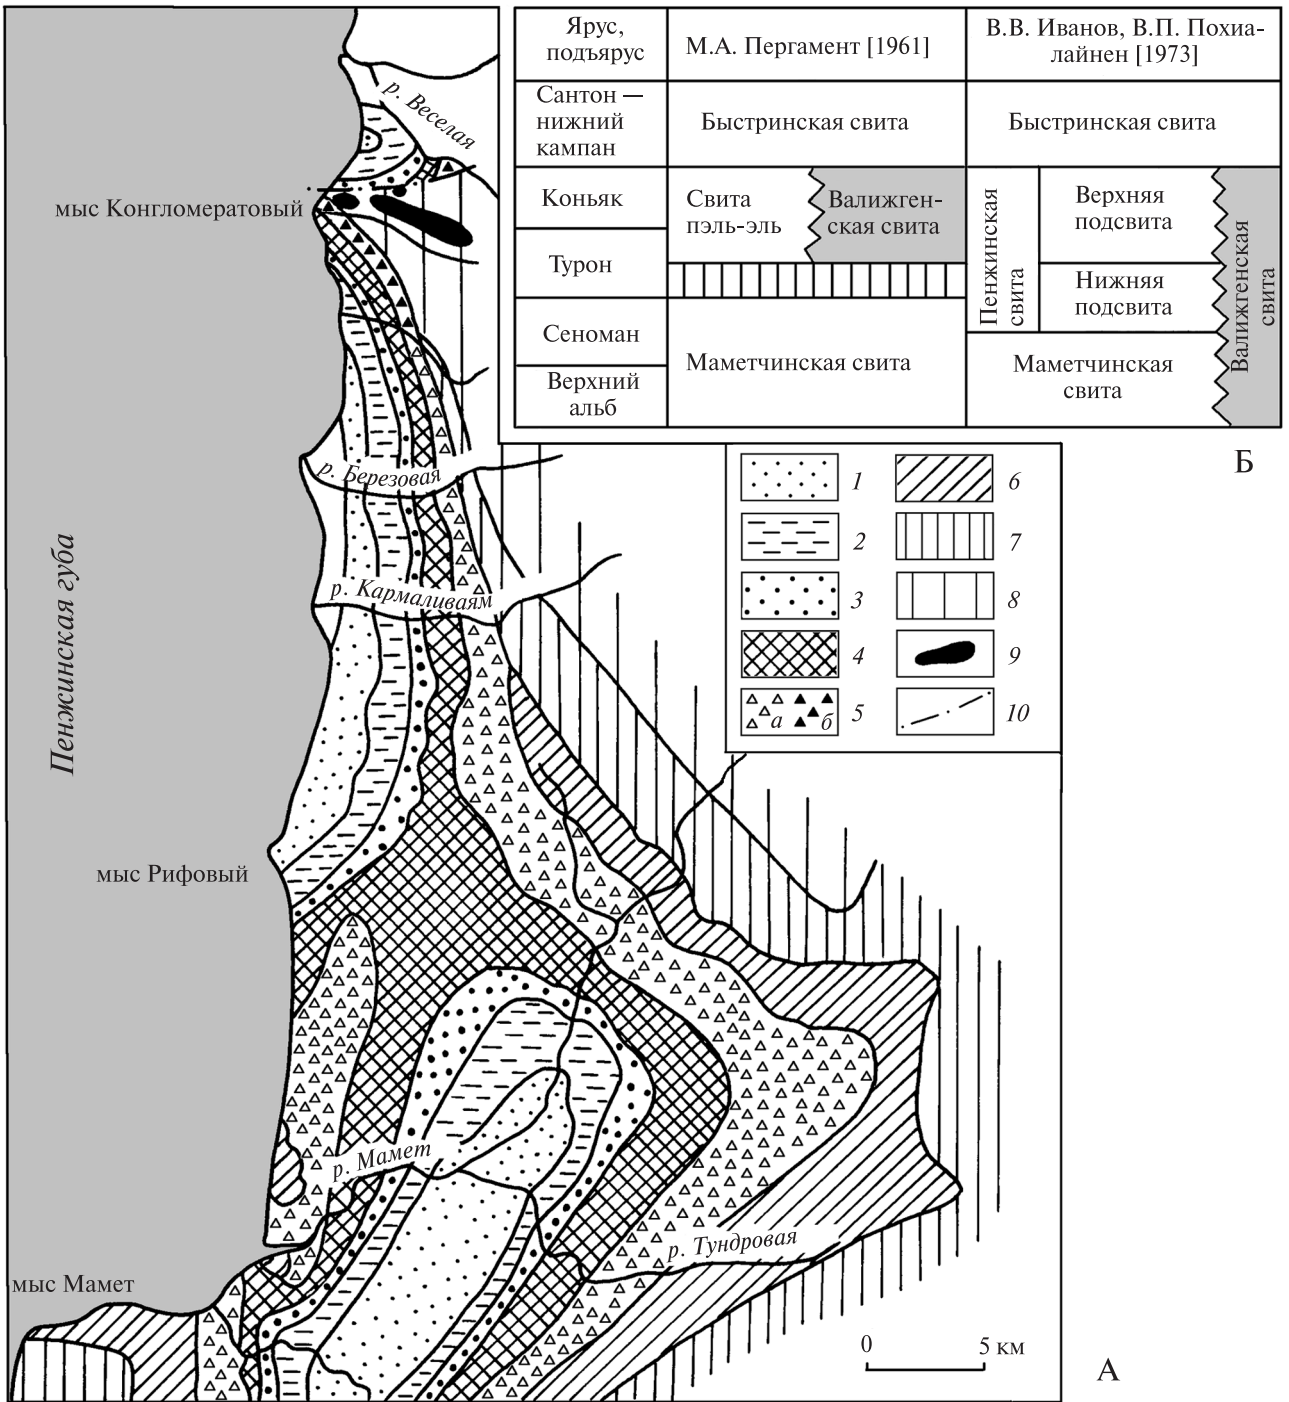 Ярус,
подъярус
М.А. Пергамент [1961]
В.В. Иванов, В.П. Похиа-
лайнен [1973]
Сантон —
нижний
кампан
Быстринская свита
Быстринская свита
Коньяк
Свита
пэль-эль
Валижген-
ская свита
Пенжинская
свита
Верхняя
подсвита
Валижгенская
свита
Турон
Нижняя
подсвита
Сеноман
Маметчинская свита
Маметчинская
свита
Верхний
альб
Б
р. Веселая
мыс Конгломератовый
р. Березовая
Пенжинская губа
р. Кармаливаям
мыс Рифовый
р. Мамет
р. Тундровая
мыс Мамет
1
2
3
4
а
б
5
6
7
8
9
10
0
5 км
А